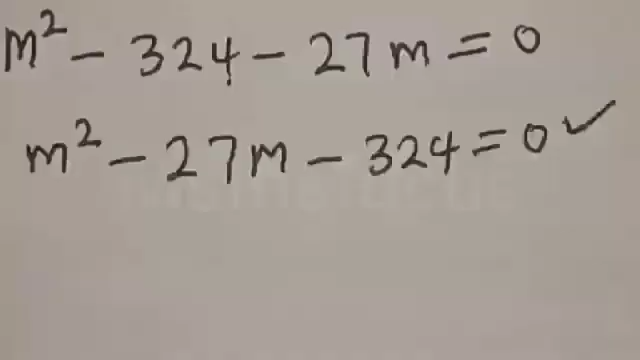 m² - 324 - 27m = 0
m² - 27m - 324 = 0 ✓